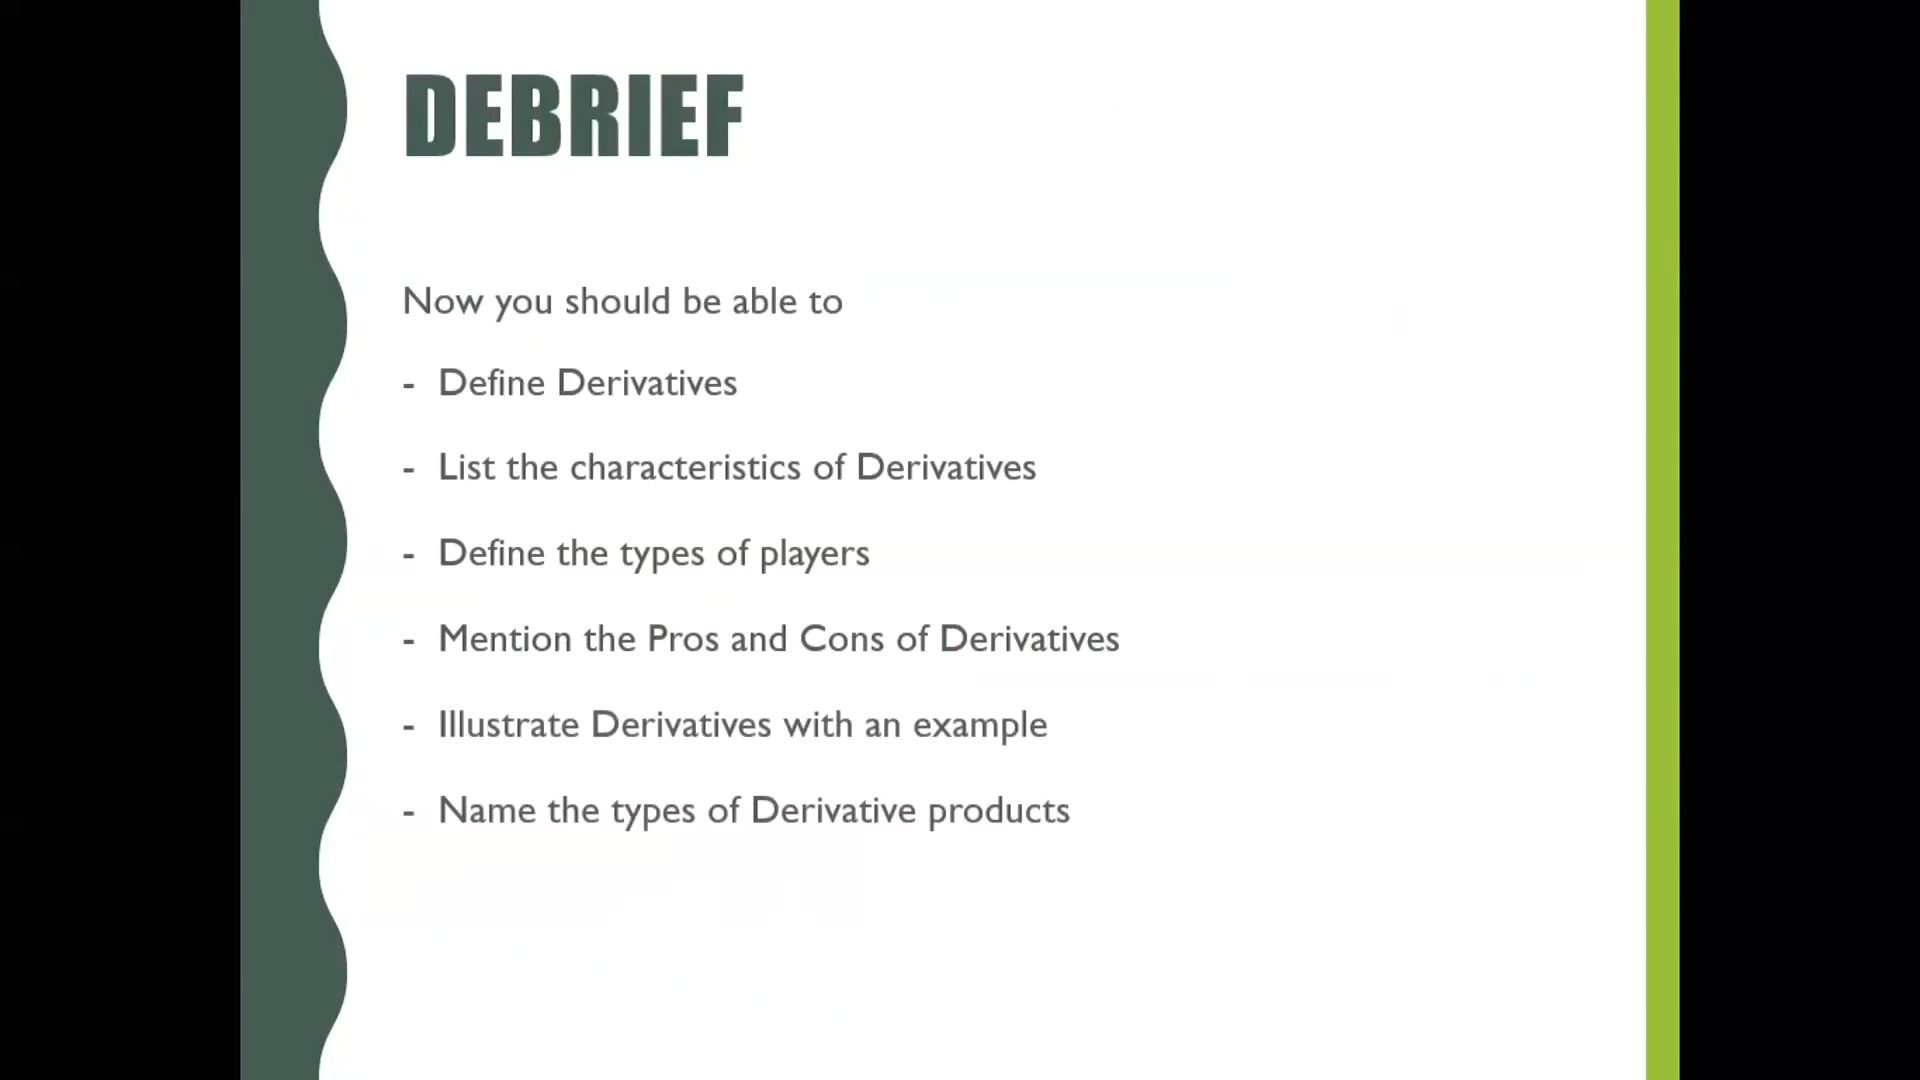 DEBRIEF
Now you should be able to
- Define Derivatives
- List the characteristics of Derivatives
- Define the types of players
- Mention the Pros and Cons of Derivatives
- Illustrate Derivatives with an example
- Name the types of Derivative products